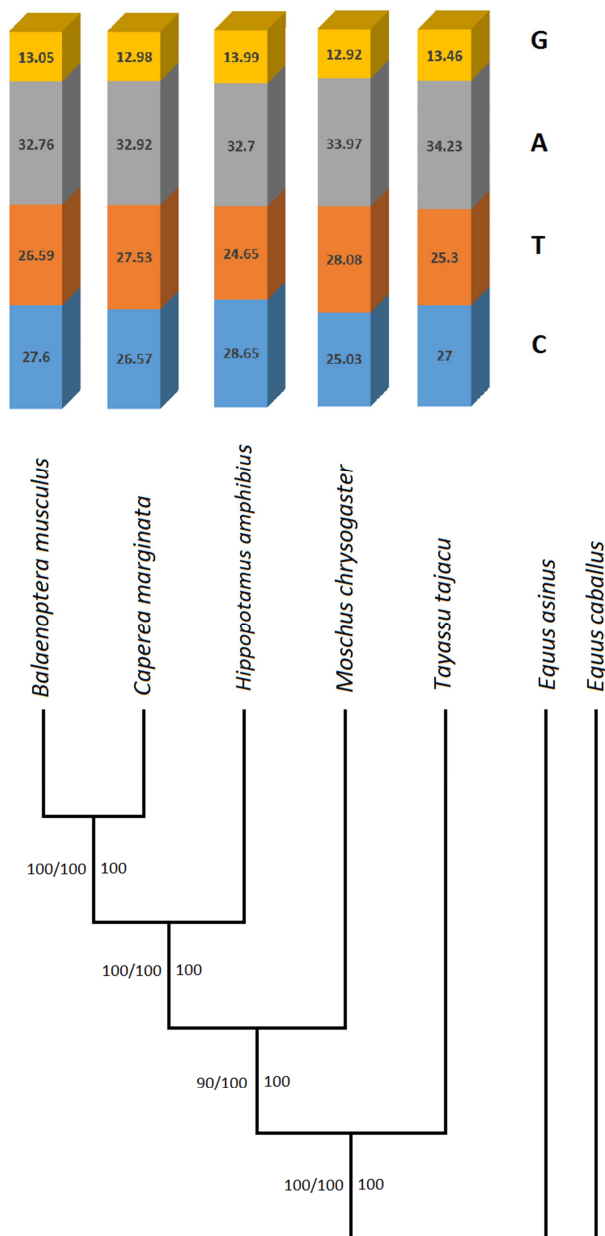 13.05 12.98 13.99 12.92 13.46 G
32.76 32.92 32.7 33.97 34.23 A
26.59 27.53 24.65 28.08 25.3 T
27.6 26.57 28.65 25.03 27 C
Balaenoptera musculus
Caperea marginata
Hippopotamus amphibius
Moschus chrysogaster
Tayassu tajacu
Equus asinus
Equus caballus
100/100 100
100/100 100
90/100 100
100/100 100